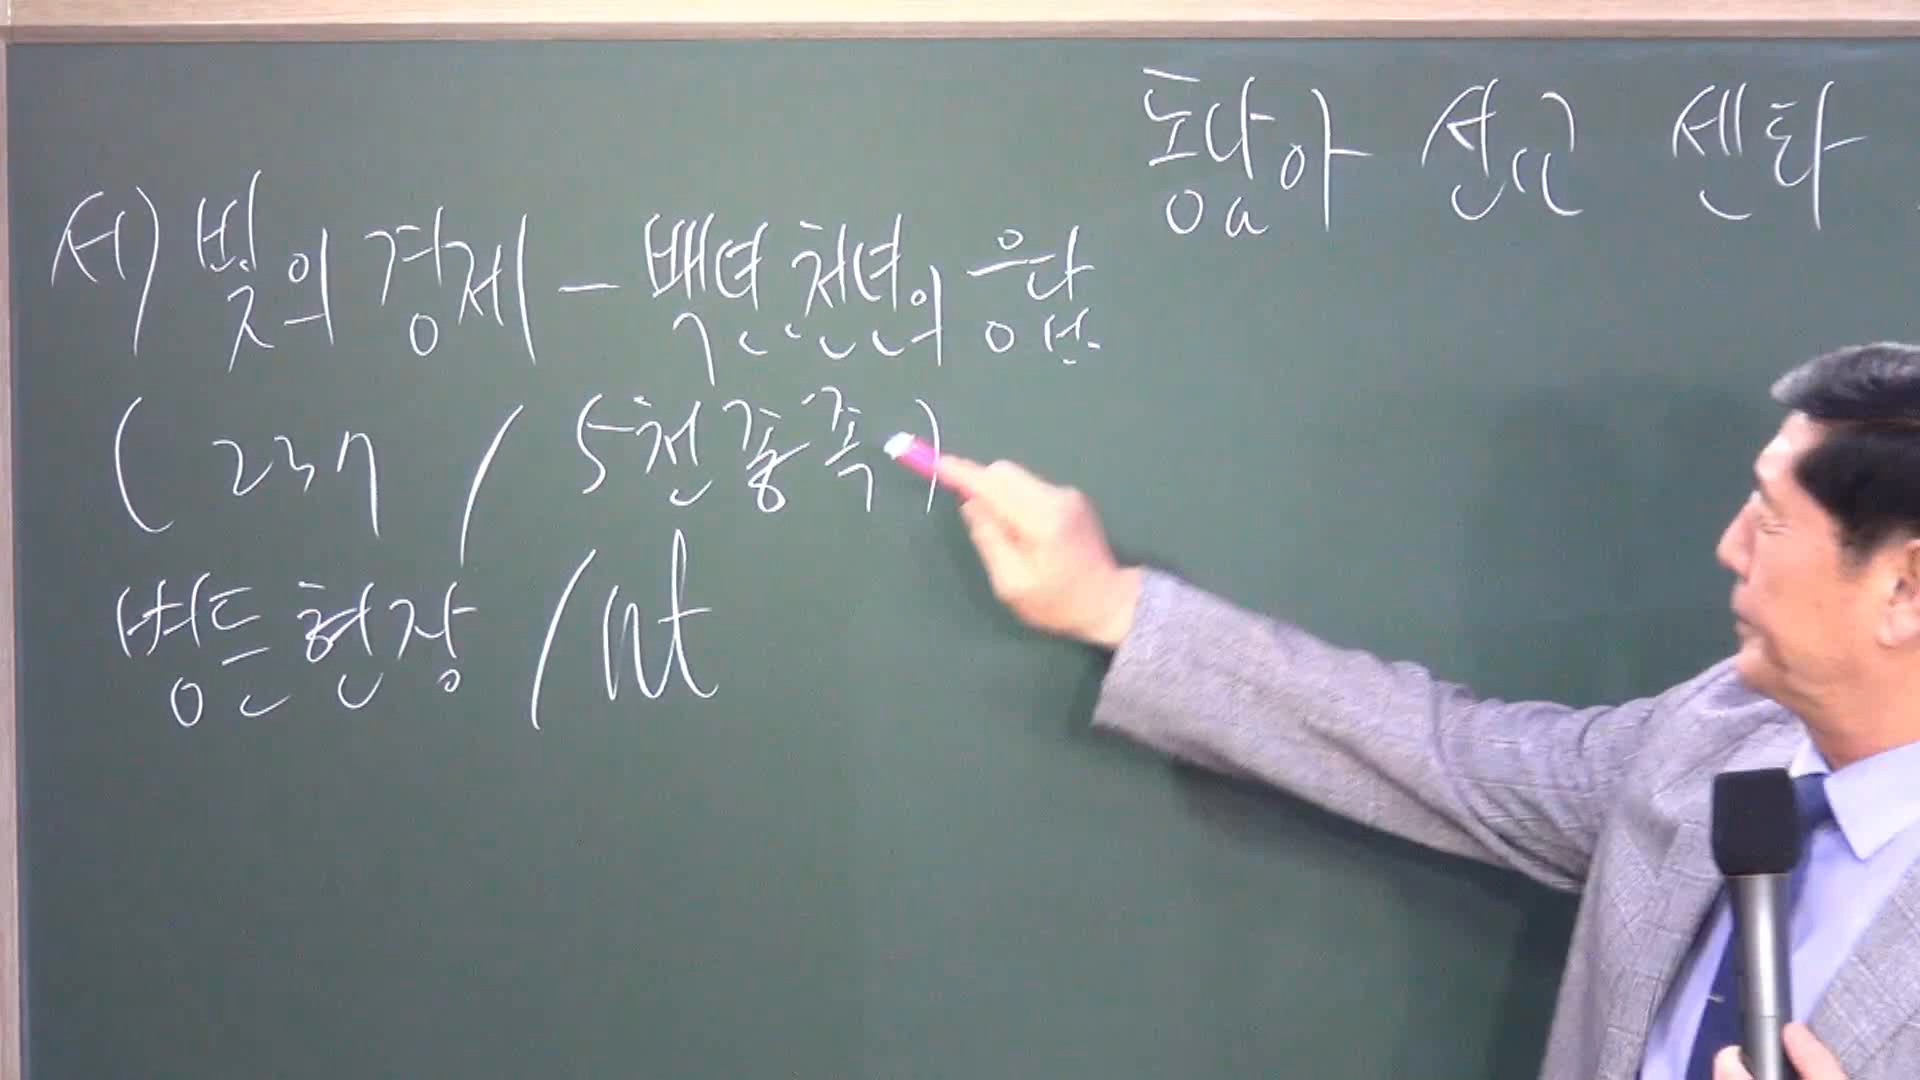 동남아 선교 센타
서) 빛의 경제 - 백년 천년의 응답
( 237 / 5천종족 )
병든 현장 / nt